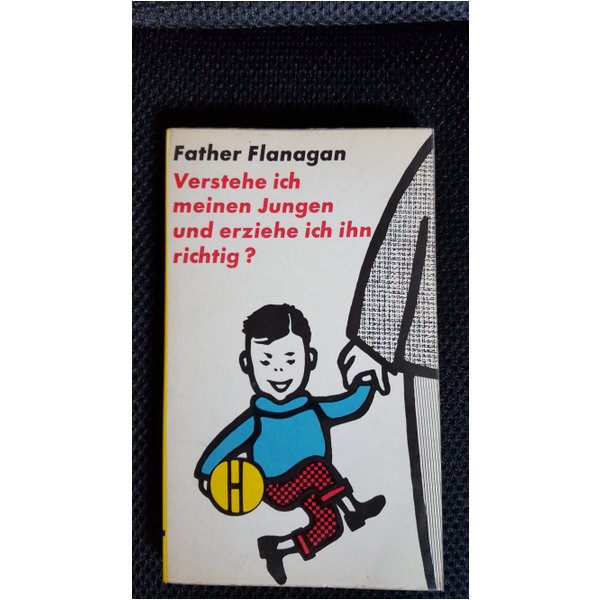 Father Flanagan
Verstehe ich
meinen Jungen
und erziehe ich ihn
richtig?
H